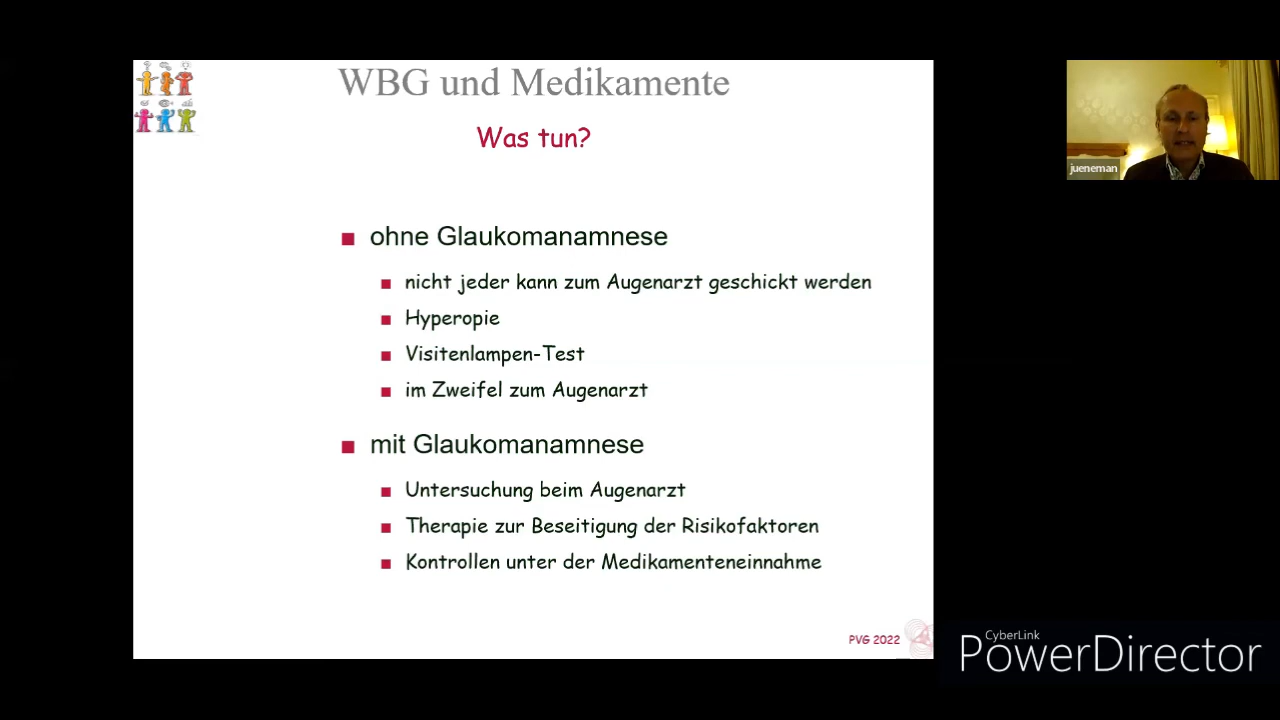 WBG und Medikamente
Was tun?
ohne Glaukomanamnese
nicht jeder kann zum Augenarzt geschickt werden
Hyperopie
Visitenlampen-Test
im Zweifel zum Augenarzt
mit Glaukomanamnese
Untersuchung beim Augenarzt
Therapie zur Beseitigung der Risikofaktoren
Kontrollen unter der Medikamenteneinnahme
PVG 2022
jueneman
CyberLink
PowerDirector